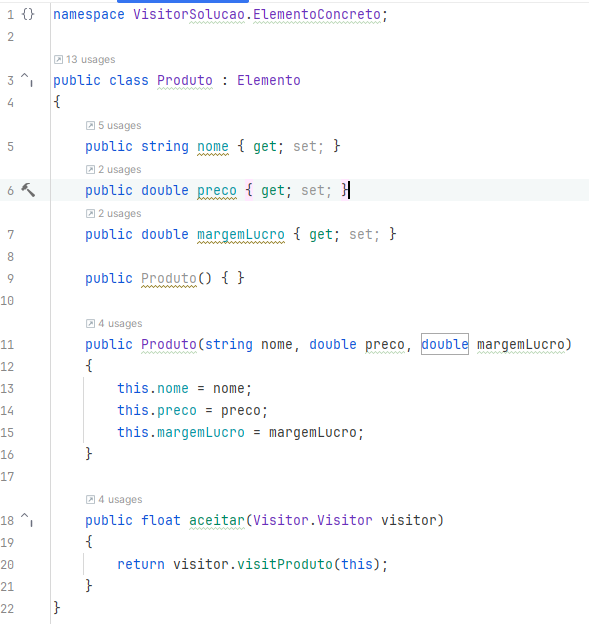 1 {} namespace VisitorSolucao.ElementoConcreto;
2
13 usages
3 public class Produto : Elemento
4 {
5 usages
5 public string nome { get; set; }
2 usages
6 public double preco { get; set; }
2 usages
7 public double margemLucro { get; set; }
8
9 public Produto() { }
10
4 usages
11 public Produto(string nome, double preco, double margemLucro)
12 {
13 this.nome = nome;
14 this.preco = preco;
15 this.margemLucro = margemLucro;
16 }
17
4 usages
18 public float aceitar(Visitor.Visitor visitor)
19 {
20 return visitor.visitProduto(this);
21 }
22 }